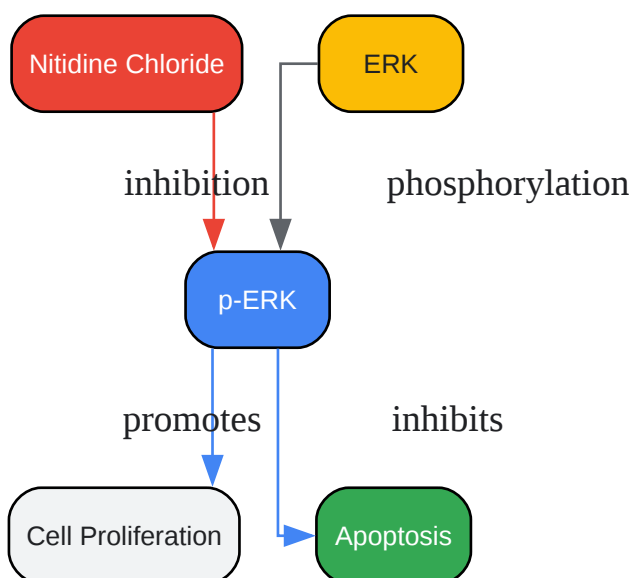 Nitidine Chloride
ERK
inhibition
phosphorylation
p-ERK
promotes
inhibits
Cell Proliferation
Apoptosis